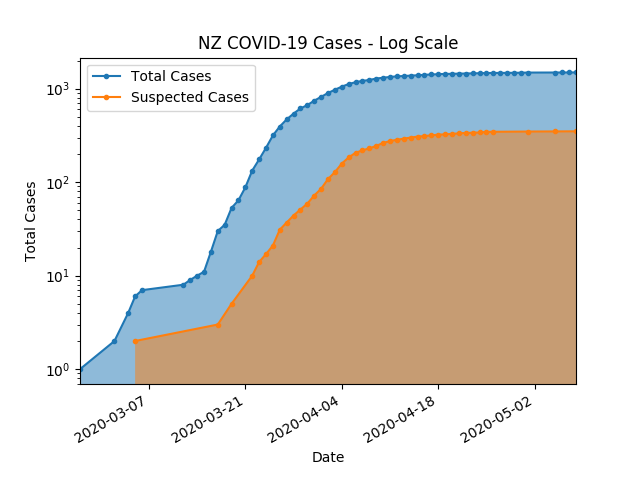 NZ COVID-19 Cases - Log Scale
Total Cases
Suspected Cases
Total Cases
10³
10²
10¹
10⁰
2020-03-07
2020-03-21
2020-04-04
2020-04-18
2020-05-02
Date